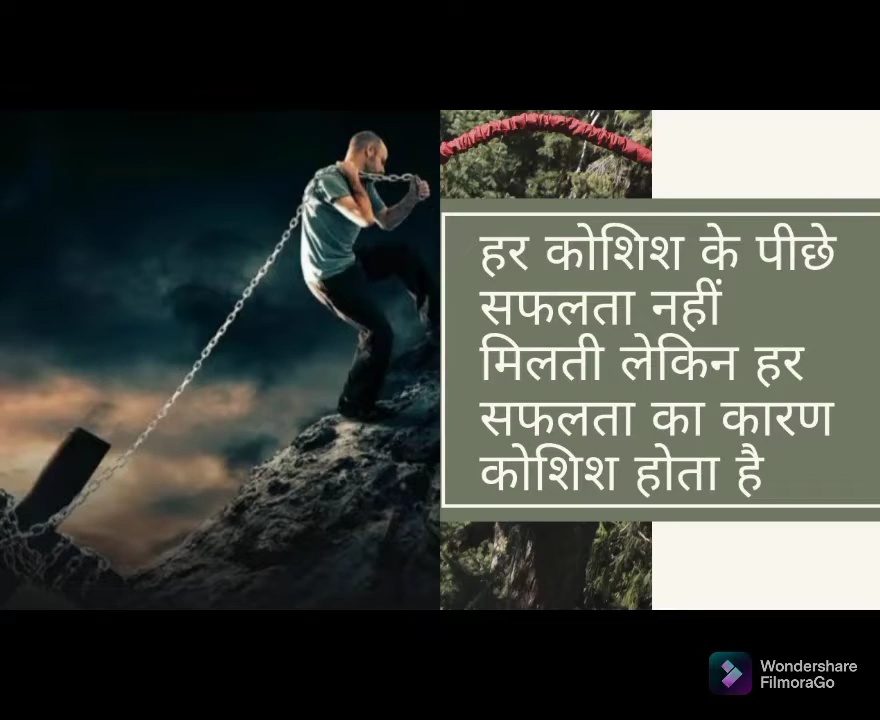 हर कोशिश के पीछे
सफलता नहीं
मिलती लेकिन हर
सफलता का कारण
कोशिश होता है
Wondershare
FilmoraGo